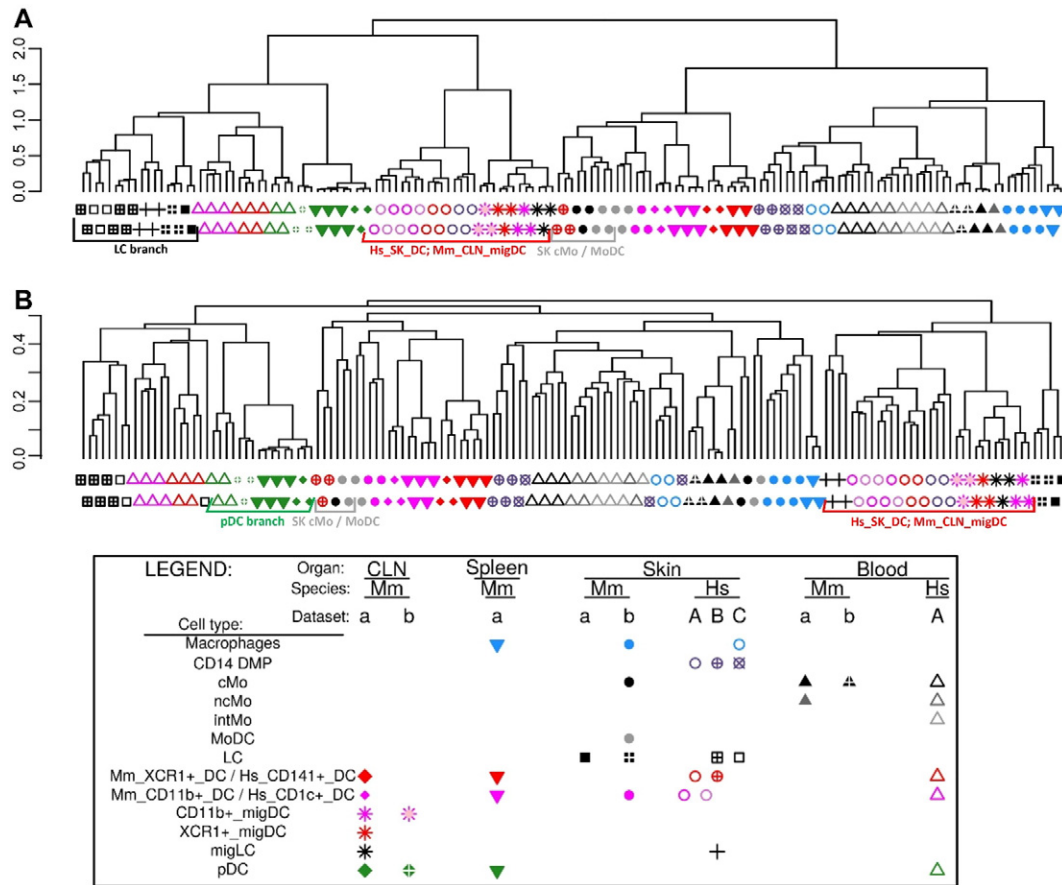 A
2.0
1.5
1.0
0.5
0.0
LC branch
Hs_SK_DC; Mm_CLN_migDC
SK cMo / MoDC
B
0.4
0.2
0.0
pDC branch
SK cMo / MoDC
Hs_SK_DC; Mm_CLN_migDC
LEGEND: Organ: CLN Spleen Skin Blood
Species: Mm Mm Mm Hs Mm Hs
Dataset: a b a a b A B C a b A
Cell type:
Macrophages
CD14 DMP
cMo
ncMo
intMo
MoDC
LC
Mm_XCR1+_DC / Hs_CD141+_DC
Mm_CD11b+_DC / Hs_CD1c+_DC
CD11b+_migDC
XCR1+_migDC
migLC
pDC